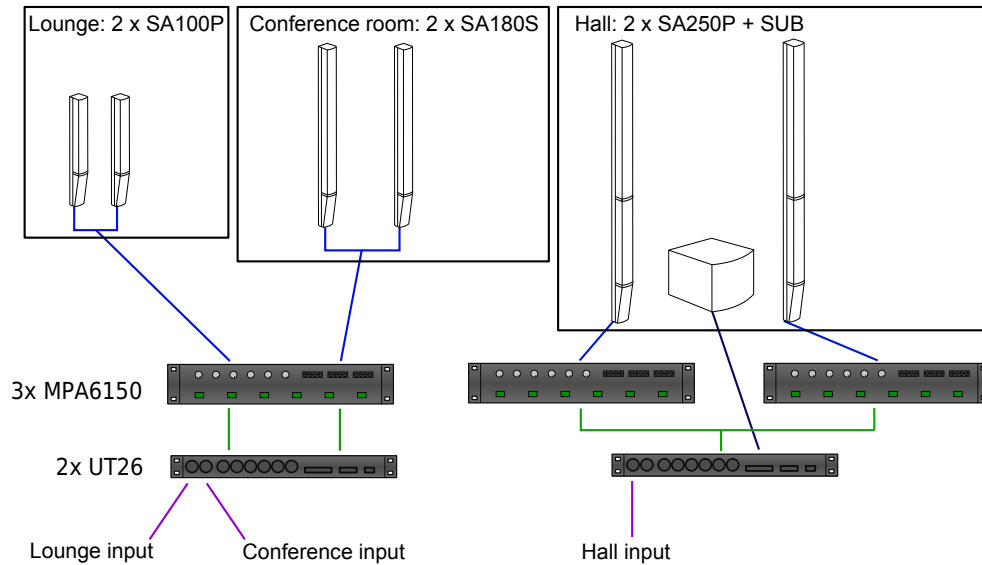 Lounge: 2 x SA100P
Conference room: 2 x SA180S
Hall: 2 x SA250P + SUB
3x MPA6150
2x UT26
Lounge input
Conference input
Hall input